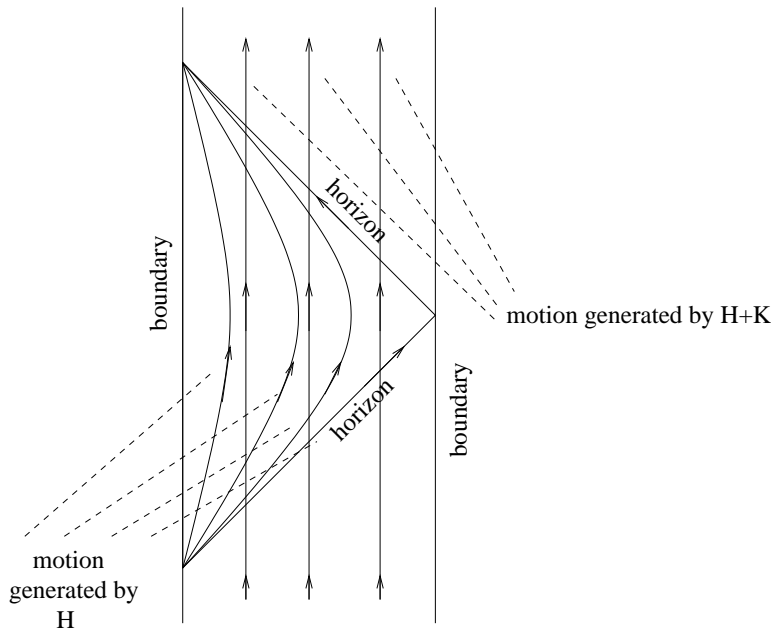 horizon
boundary
motion generated by H+K
boundary
horizon
motion
generated by
H